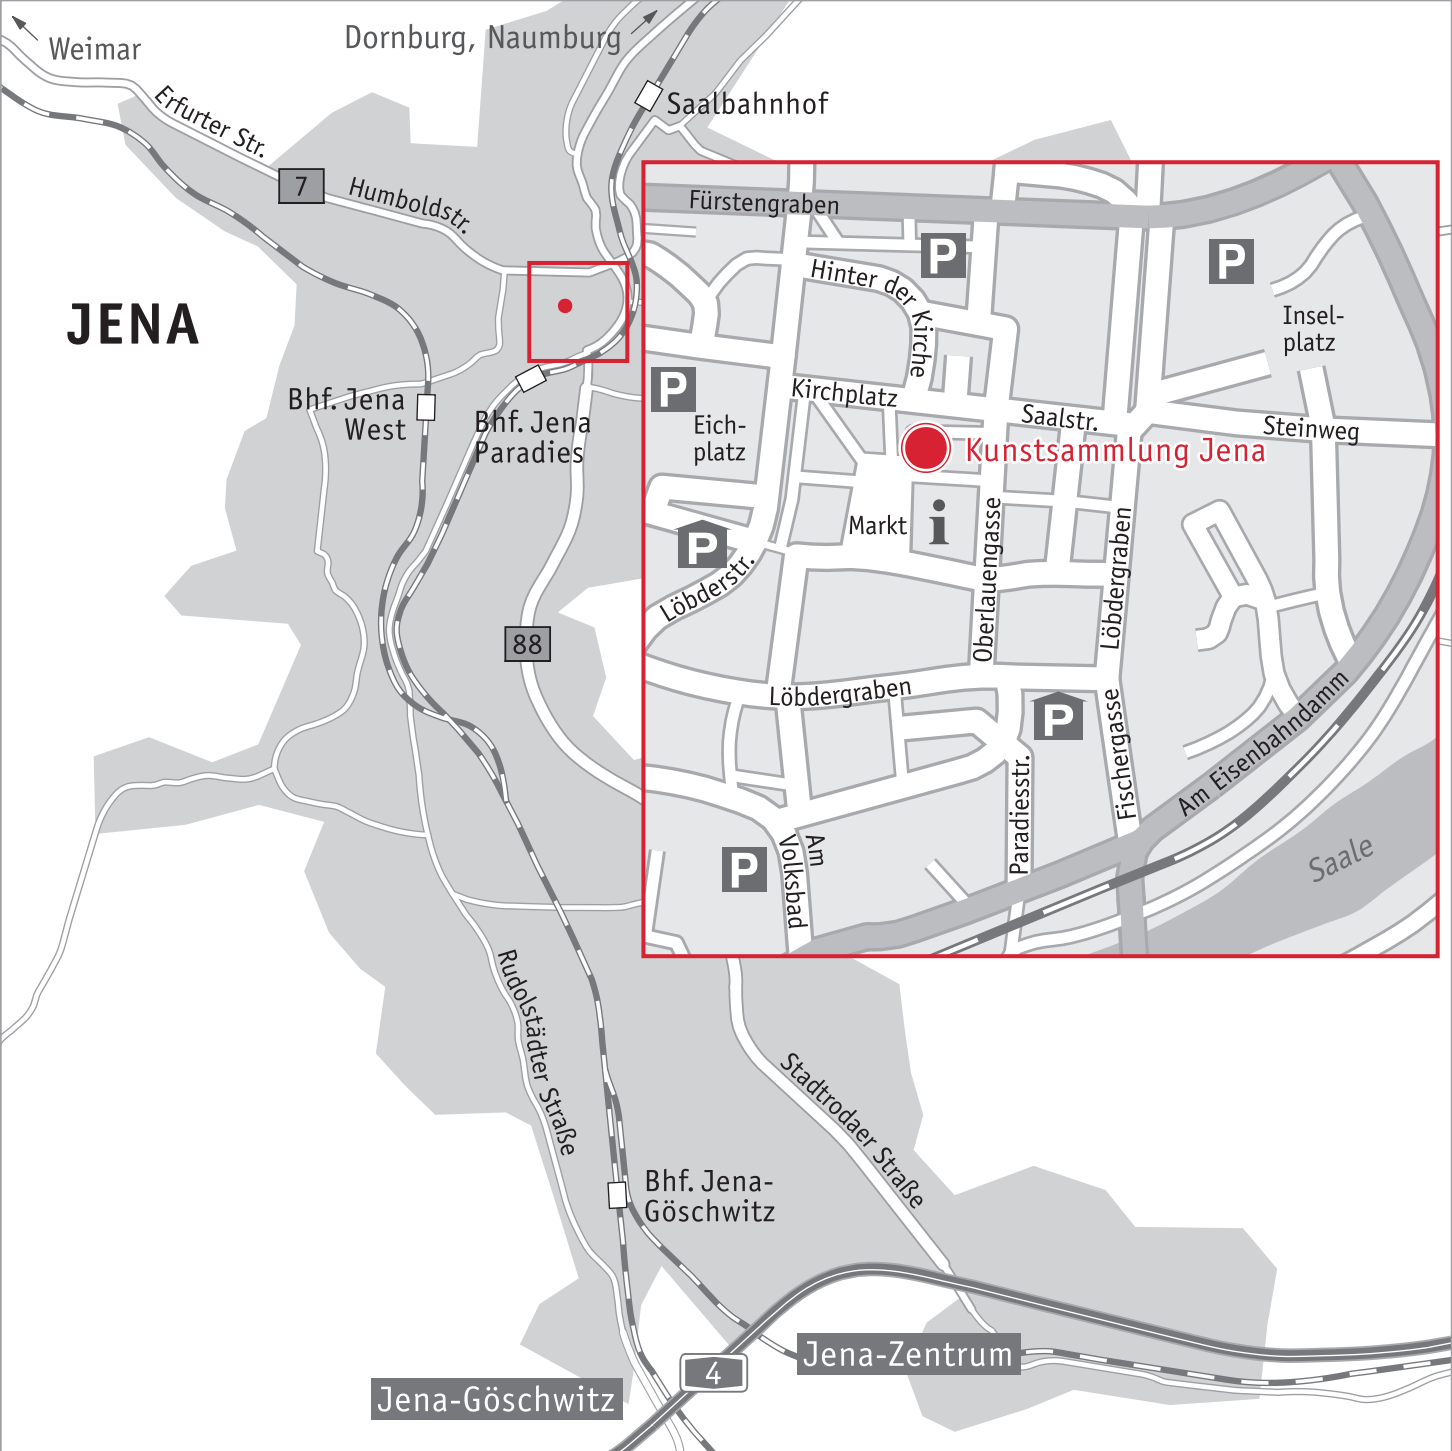 Weimar
Dornburg, Naumburg
Erfurter Str.
Saalbahnhof
7
Humboldstr.
JENA
Bhf. Jena
West
Bhf. Jena
Paradies
88
Fürstengraben
P
P
Hinter der Kirche
Insel-
platz
P
Kirchplatz
Eich-
platz
Saalstr.
Steinweg
Kunstsammlung Jena
Markt
i
P
Löbderstr.
Oberlauengasse
Löbdergraben
Löbdergraben
P
Fischergasse
Am Eisenbahndamm
Paradiesstr.
P
Am
Volksbad
Saale
Rudolstädter Straße
Stadtrodaer Straße
Bhf. Jena-
Göschwitz
Jena-Zentrum
4
Jena-Göschwitz